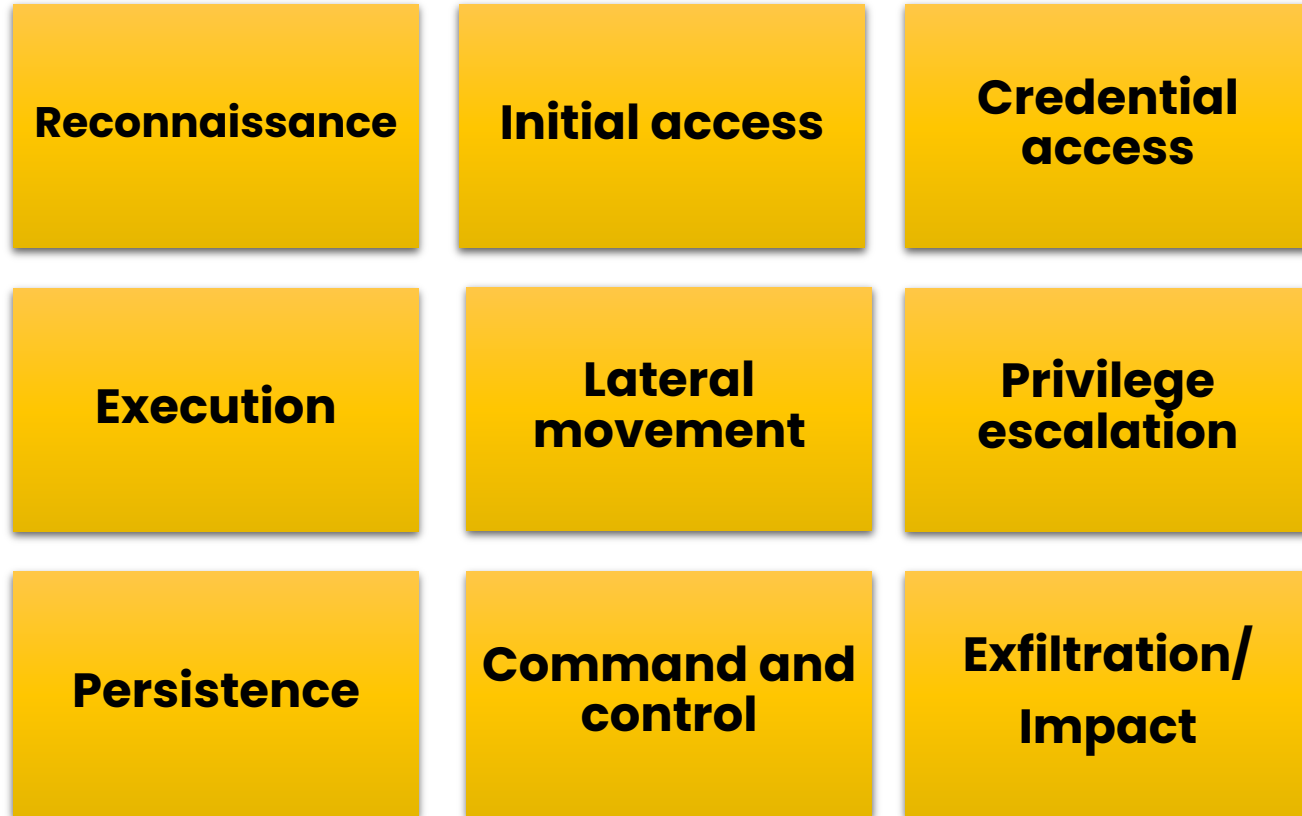 Reconnaissance
Initial access
Credential
access
Execution
Lateral
movement
Privilege
escalation
Persistence
Command and
control
Exfiltration/
Impact